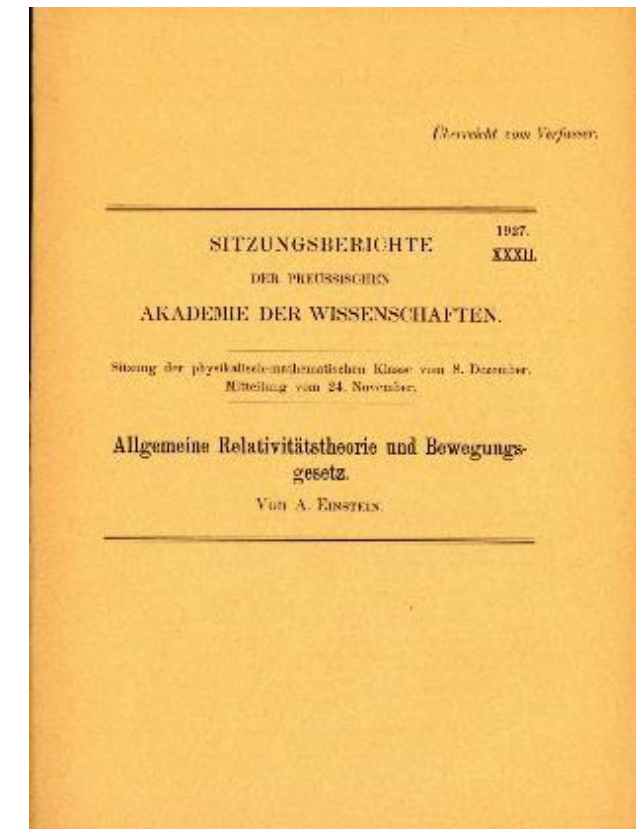 Überreicht vom Verfasser.
1927.
SITZUNGSBERICHTE
XXXII.
DER PREUSSISCHEN
AKADEMIE DER WISSENSCHAFTEN.
Sitzung der physikalisch-mathematischen Klasse vom 8. Dezember.
Mitteilung vom 24. November.
Allgemeine Relativitätstheorie und Bewegungs-
gesetz.
Von A. Einstein.